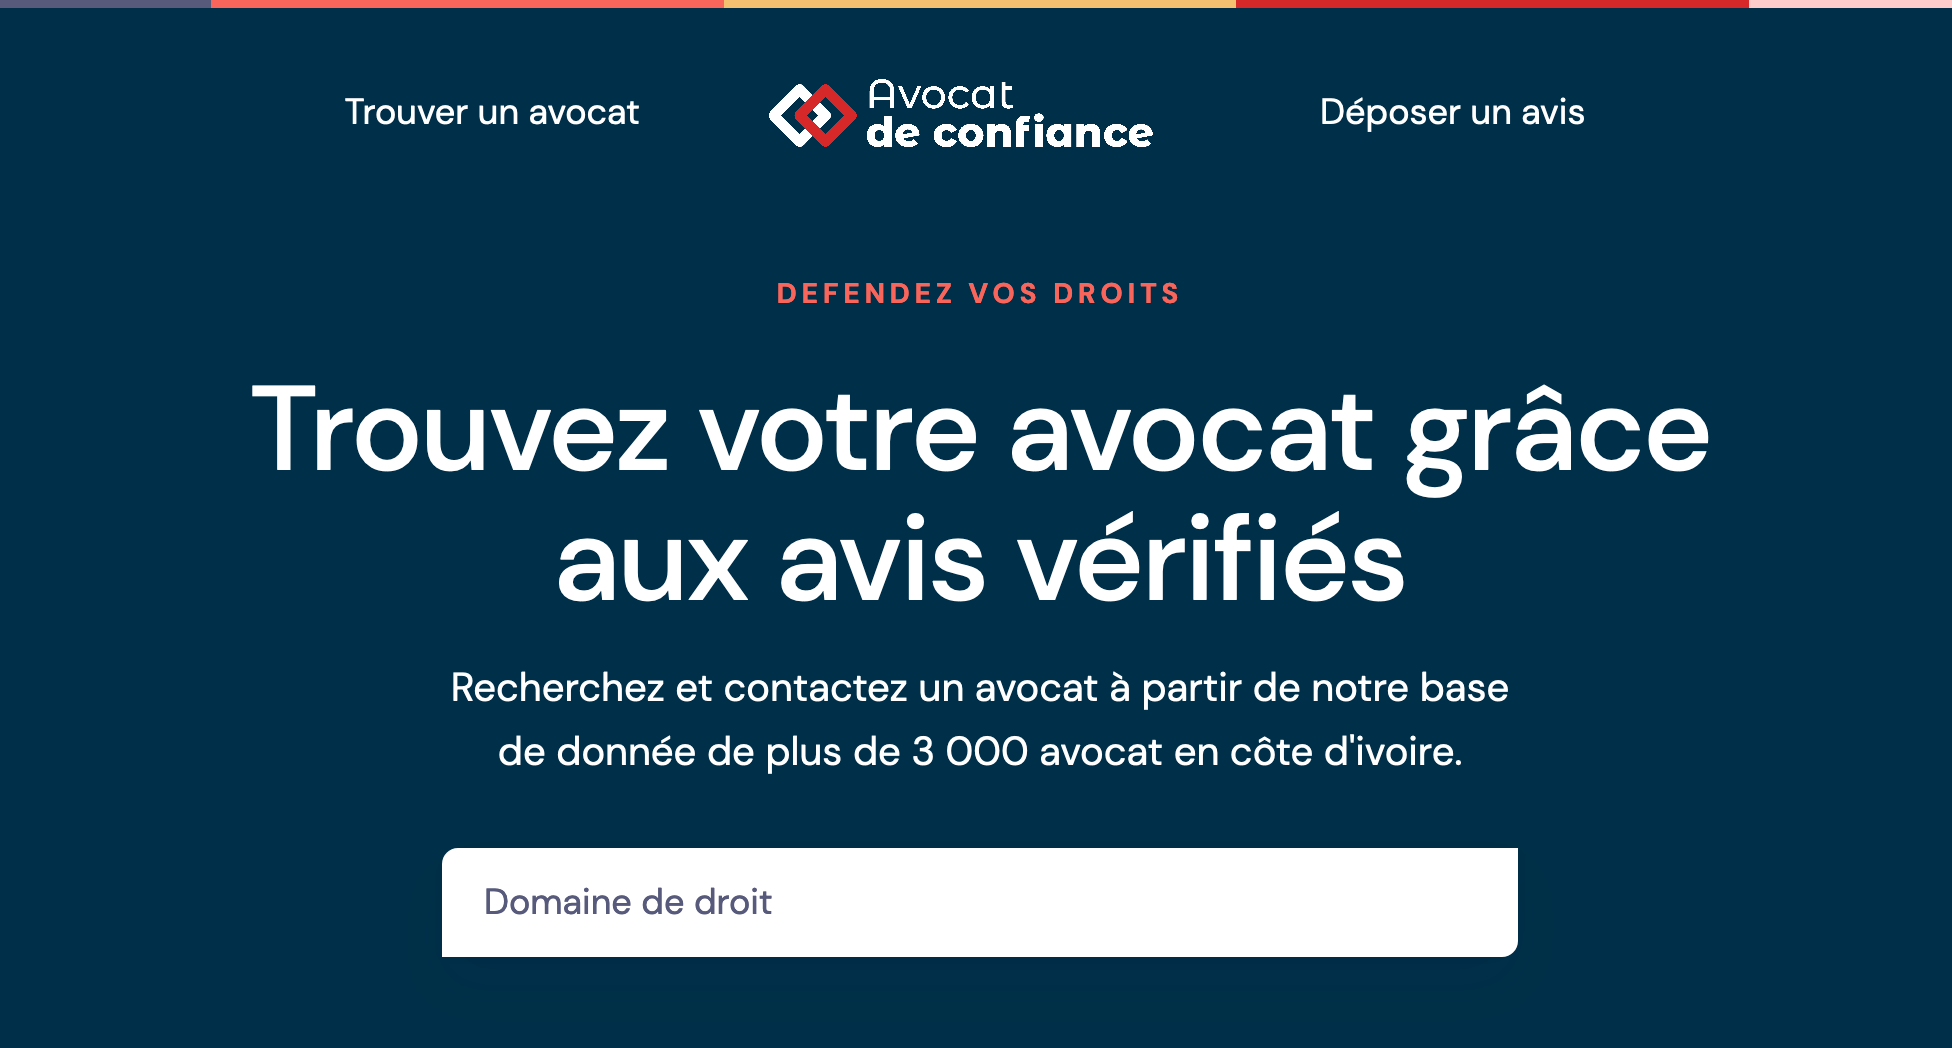 Trouver un avocat
Avocat
de confiance
Déposer un avis
DEFENDEZ VOS DROITS
Trouvez votre avocat grâce
aux avis vérifiés
Recherchez et contactez un avocat à partir de notre base
de donnée de plus de 3 000 avocat en côte d'ivoire.
Domaine de droit